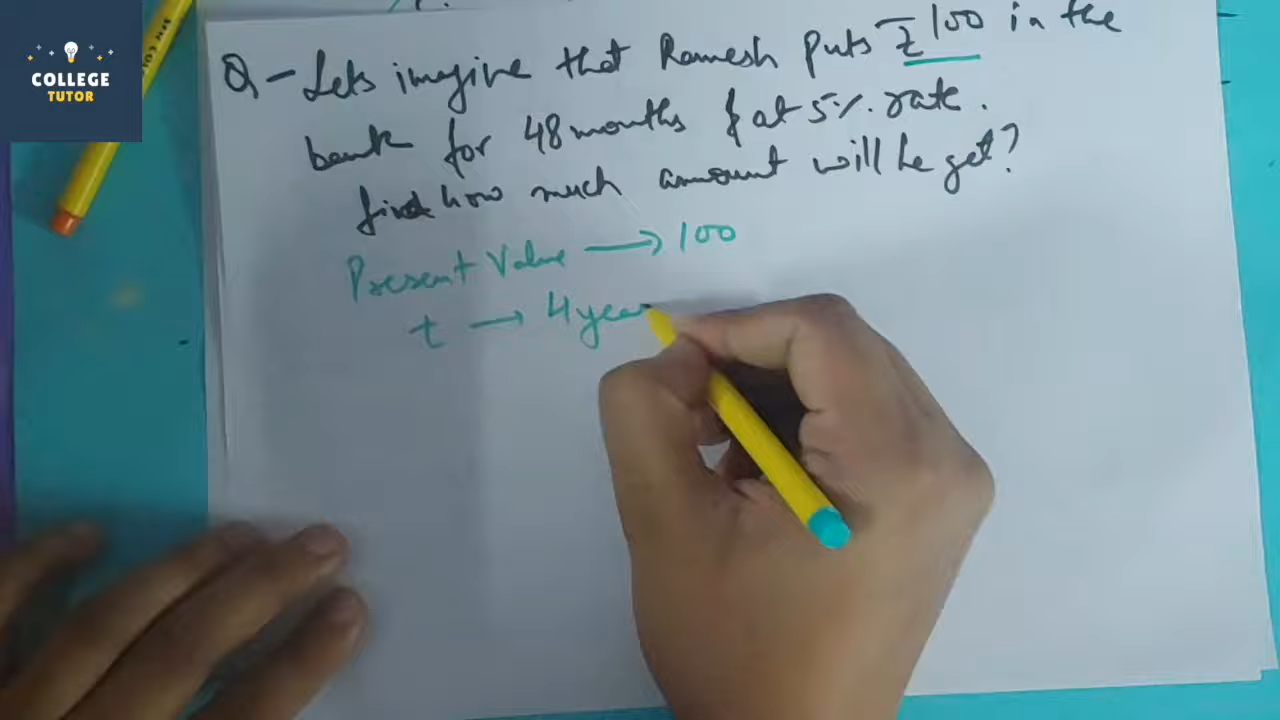 COLLEGE
TUTOR
Q - Lets imagine that Ramesh puts ₹ 100 in the
bank for 48 months & at 5% rate.
find how much amount will he get?
Present Value → 100
t → 4 year